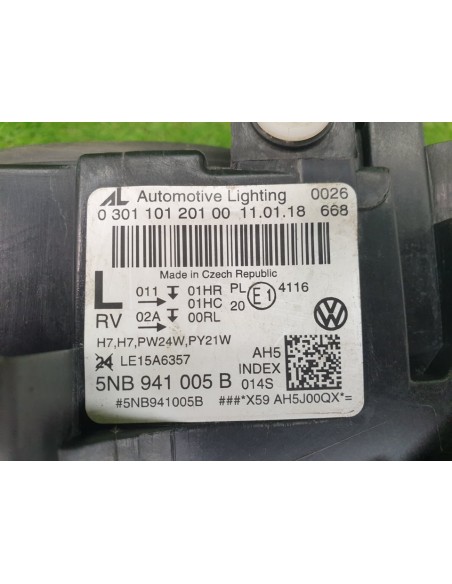 AL Automotive Lighting 0026
0 301 101 201 00 11.01.18 668
Made in Czech Republic
L 011 01HR PL E1 4116
01HC 20
RV 02A 00RL
H7,H7,PW24W,PY21W
24 LE15A6357 AH5
INDEX
5NB 941 005 B 014S
#5NB941005B ###*X59 AH5J00QX*=